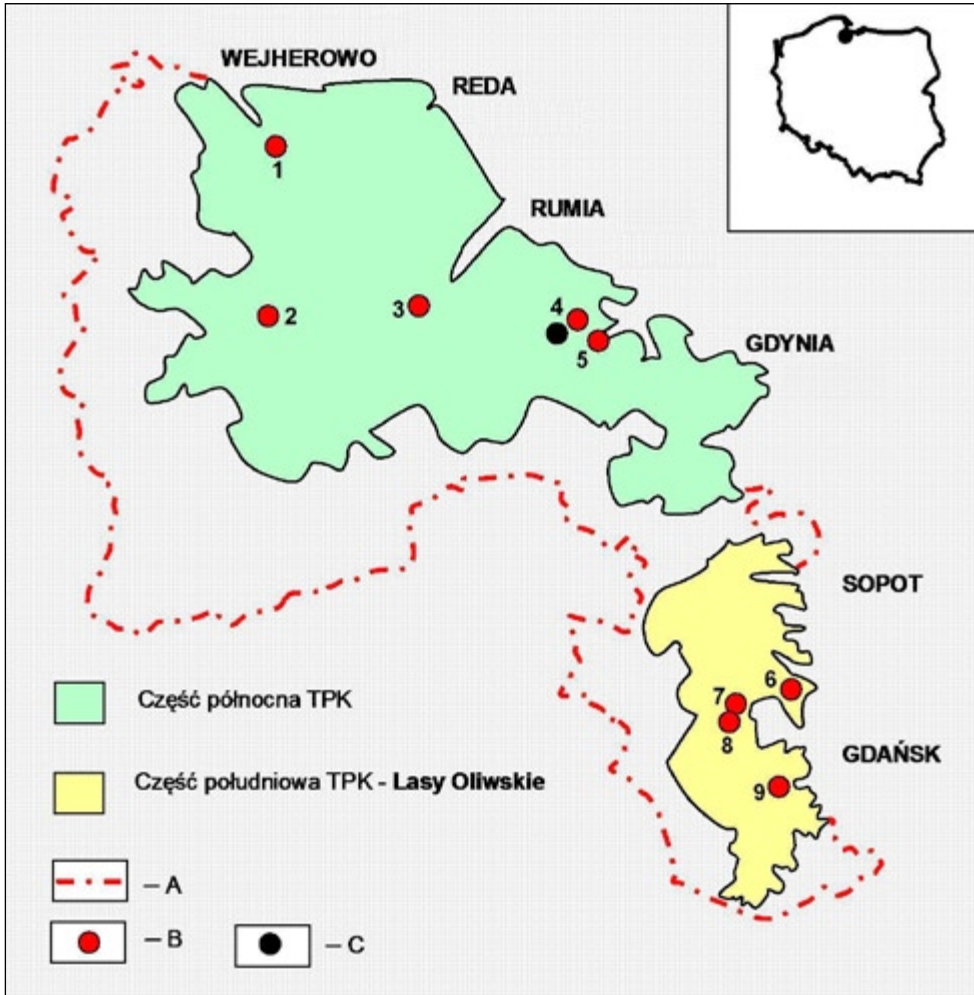 WEJHEROWO
REDA
1
RUMIA
2
3
4
5
GDYNIA
SOPOT
6
7
8
GDAŃSK
9
Część północna TPK
Część południowa TPK - Lasy Oliwskie
– A
– B
– C